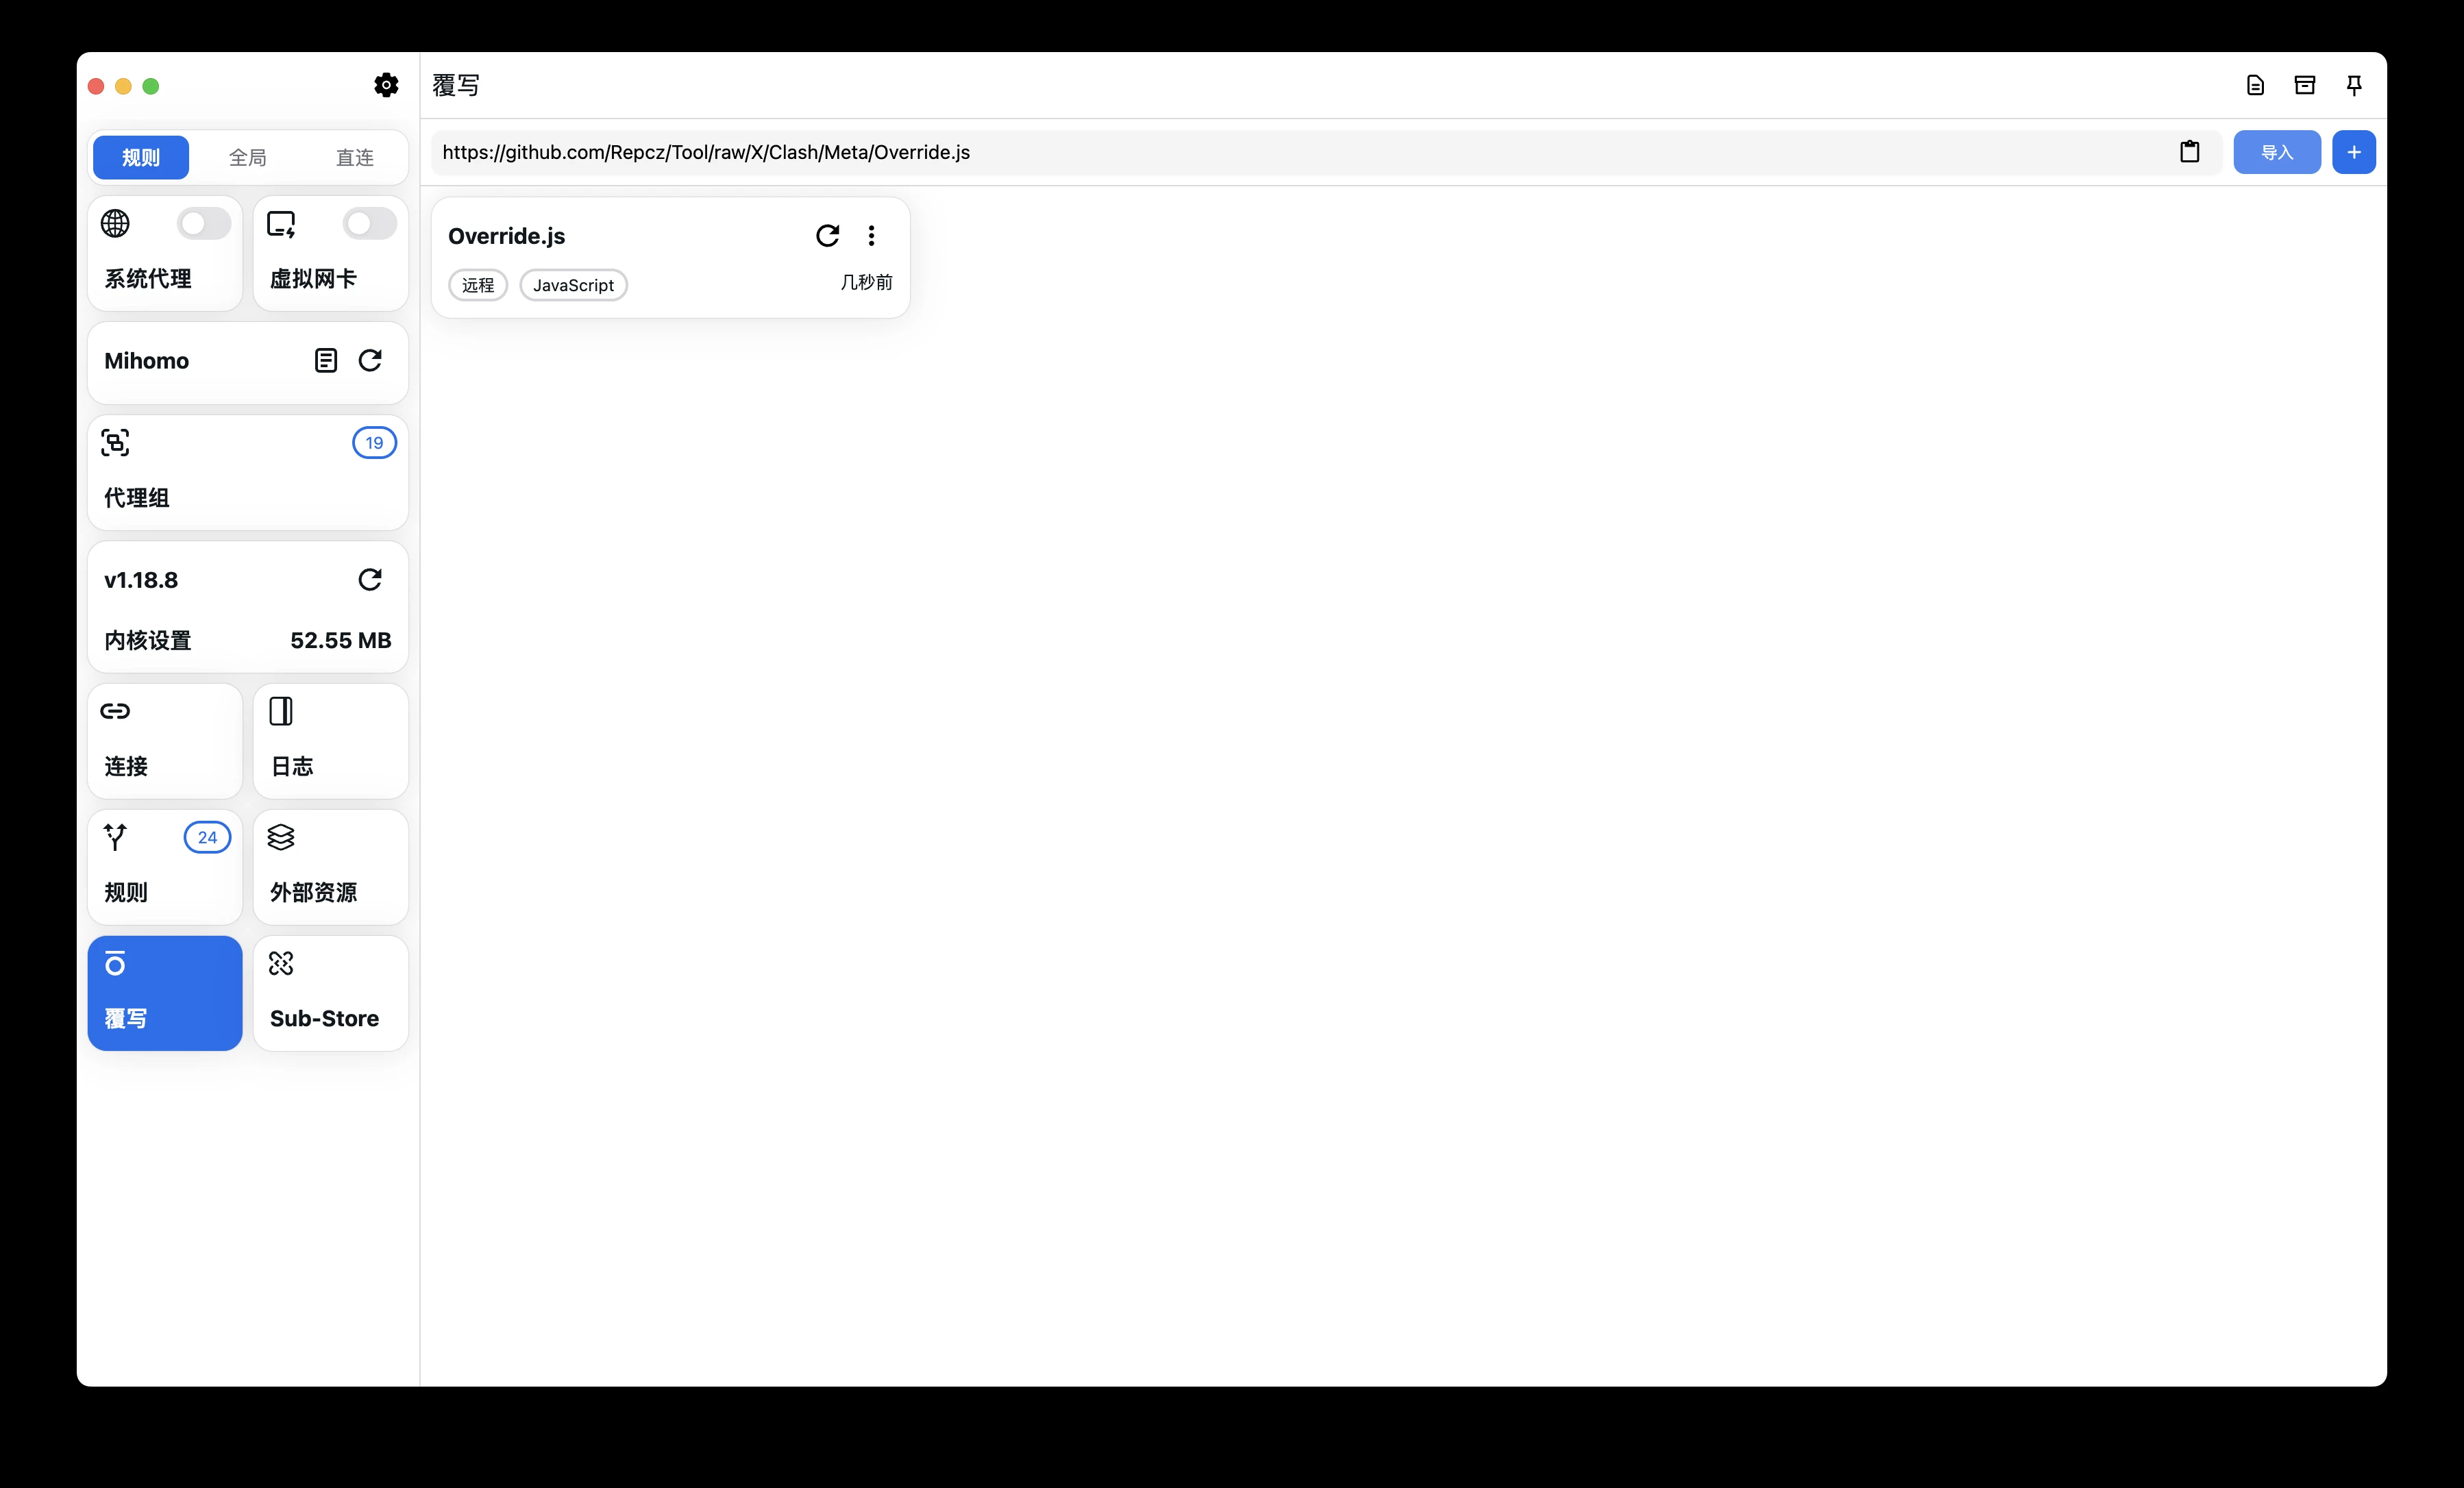 覆写
规则 全局 直连
系统代理 虚拟网卡
Mihomo
19
代理组
v1.18.8
内核设置 52.55 MB
连接 日志
24
规则 外部资源
覆写 Sub-Store
https://github.com/Repcz/Tool/raw/X/Clash/Meta/Override.js 导入 +
Override.js
远程 JavaScript 几秒前